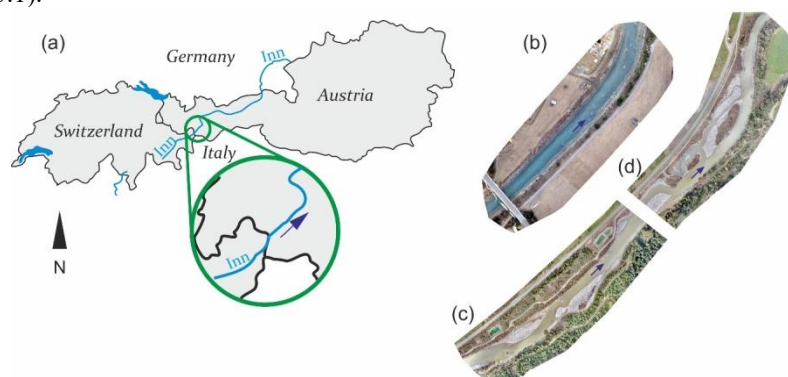 (a)
Germany
Inn
Austria
Switzerland
Inn
Italy
Inn
N
(b)
(d)
(c)